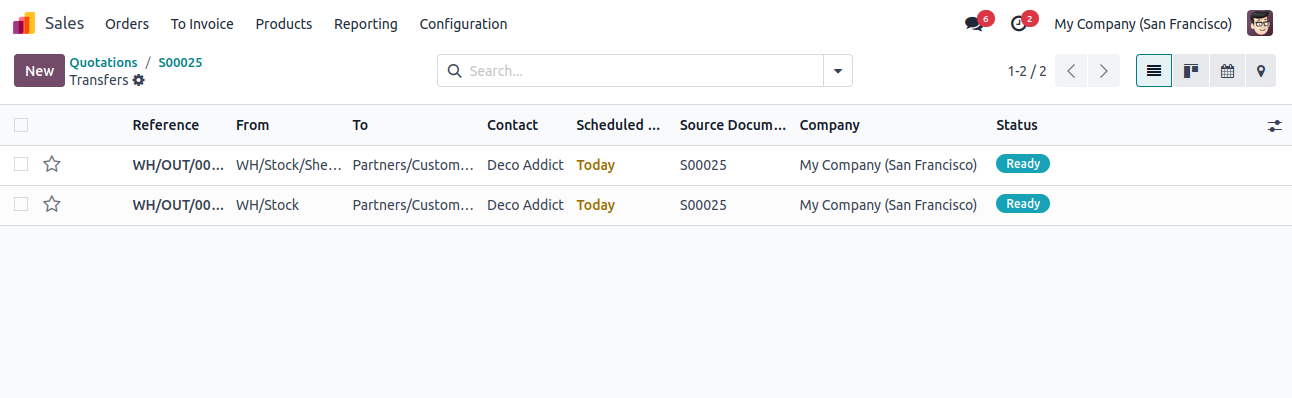 Sales Orders To Invoice Products Reporting Configuration 6 2 My Company (San Francisco)
New Quotations / S00025 Search... 1-2 / 2
Transfers
Reference From To Contact Scheduled ... Source Docum... Company Status
WH/OUT/00... WH/Stock/She... Partners/Custom... Deco Addict Today S00025 My Company (San Francisco) Ready
WH/OUT/00... WH/Stock Partners/Custom... Deco Addict Today S00025 My Company (San Francisco) Ready